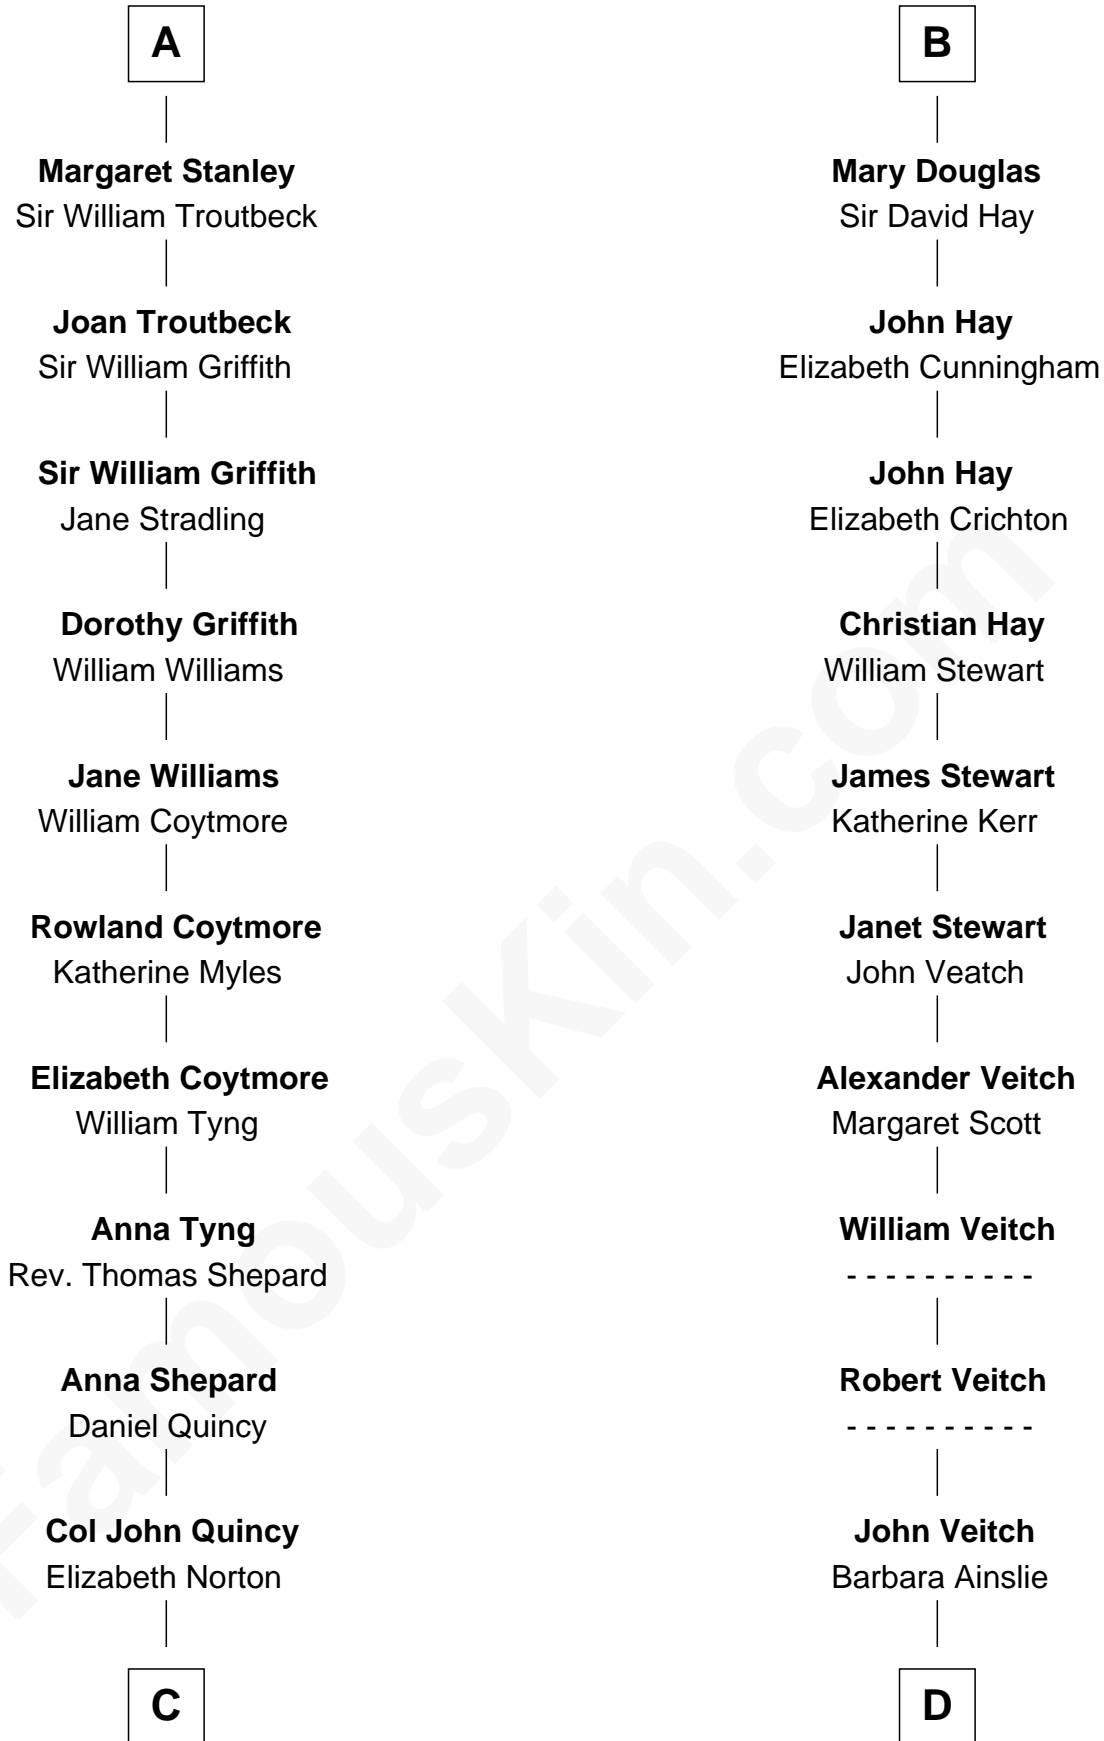 A
Margaret Stanley
Sir William Troutbeck
Joan Troutbeck
Sir William Griffith
Sir William Griffith
Jane Stradling
Dorothy Griffith
William Williams
Jane Williams
William Coytmore
Rowland Coytmore
Katherine Myles
Elizabeth Coytmore
William Tyng
Anna Tyng
Rev. Thomas Shepard
Anna Shepard
Daniel Quincy
Col John Quincy
Elizabeth Norton
C
B
Mary Douglas
Sir David Hay
John Hay
Elizabeth Cunningham
John Hay
Elizabeth Crichton
Christian Hay
William Stewart
James Stewart
Katherine Kerr
Janet Stewart
John Veatch
Alexander Veitch
Margaret Scott
William Veitch
- - - - - - - - - -
Robert Veitch
- - - - - - - - - -
John Veitch
Barbara Ainslie
D
FamousKin.com